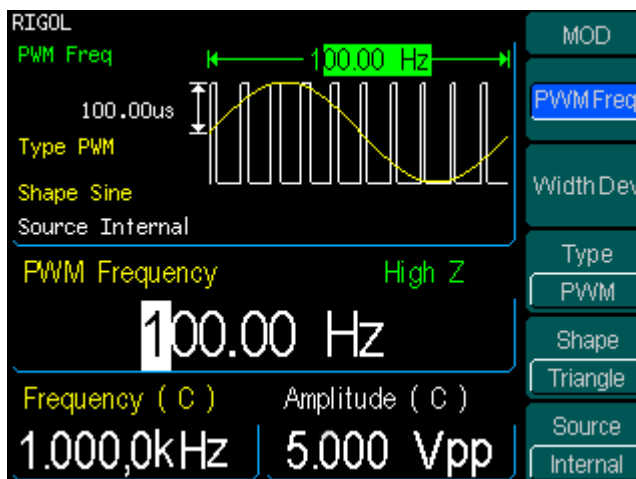 RIGOL
PWM Freq
100.00 Hz
100.00us
Type PWM
Shape Sine
Source Internal
PWM Frequency
High Z
100.00 Hz
Frequency ( C )
Amplitude ( C )
1.000,0kHz
5.000 Vpp
MOD
PWMFreq
WidthDev
Type
PWM
Shape
Triangle
Source
Internal